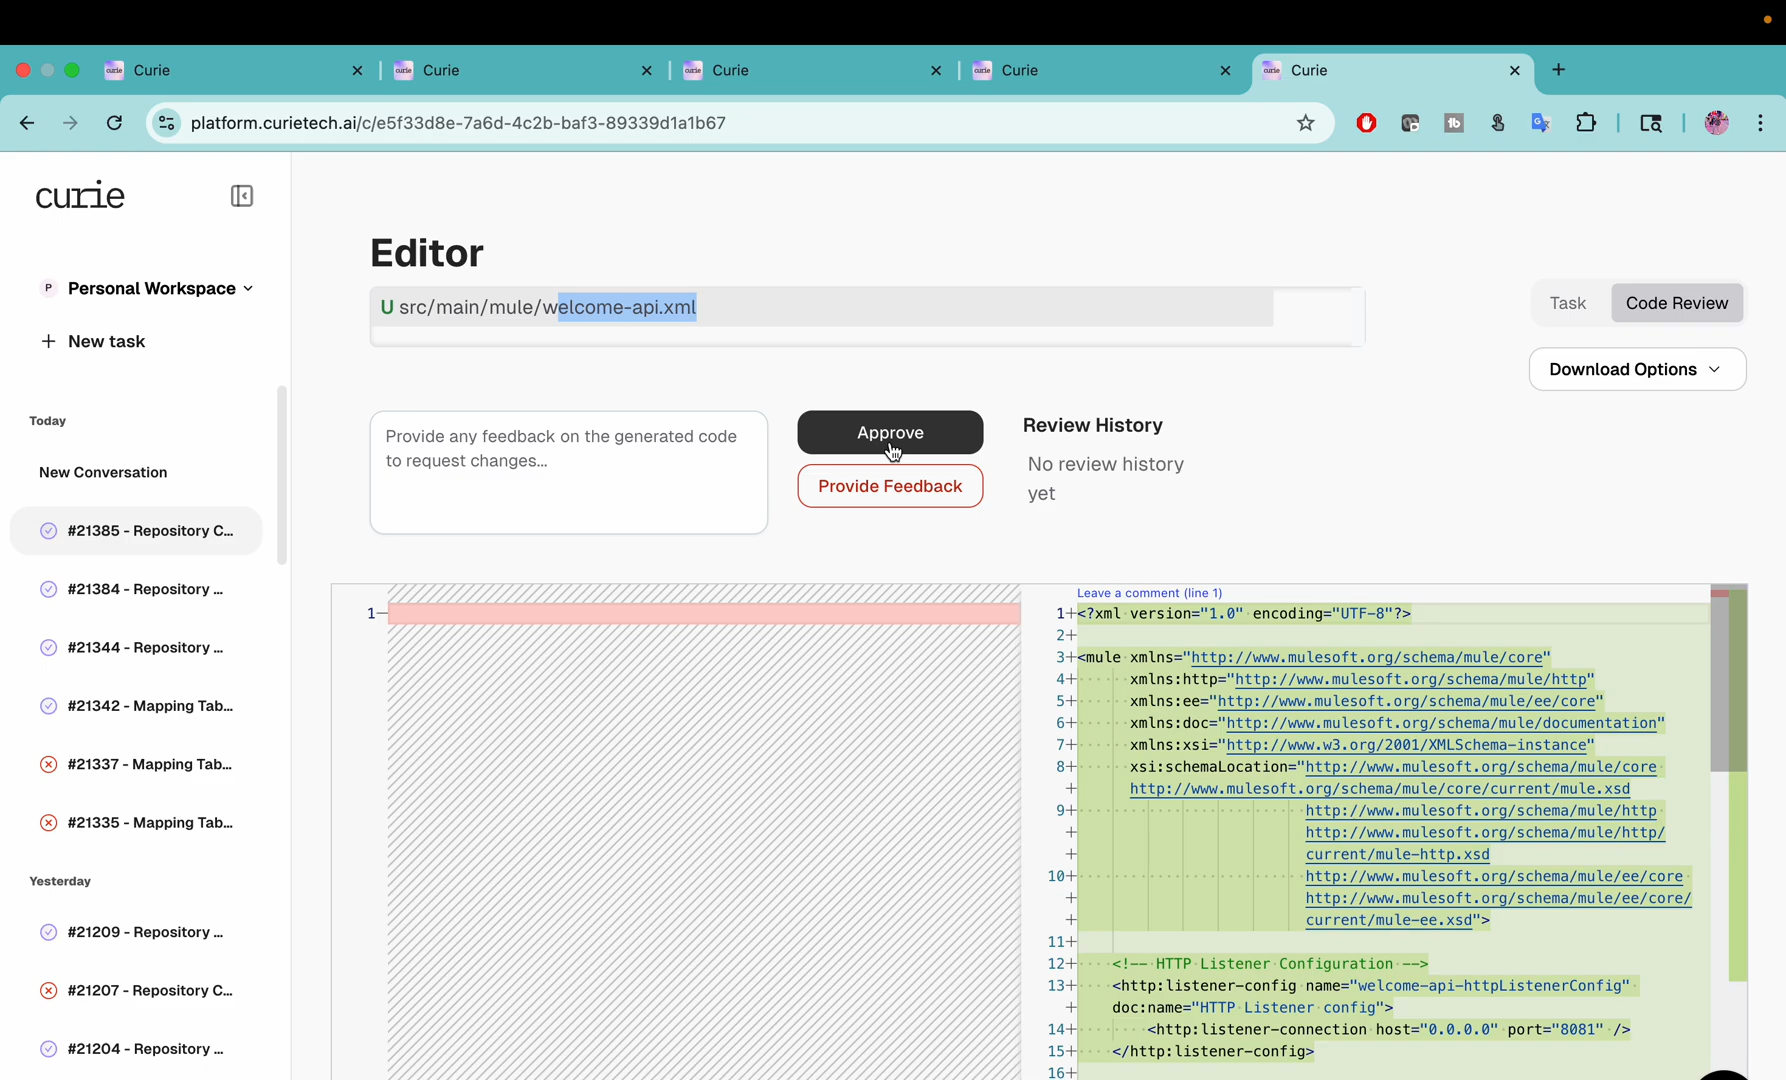 Curie
Curie
Curie
Curie
Curie
platform.curietech.ai/c/e5f33d8e-7a6d-4c2b-baf3-89339d1a1b67
curie
P Personal Workspace
New task
Today
New Conversation
#21385 - Repository C...
#21384 - Repository ...
#21344 - Repository ...
#21342 - Mapping Tab...
#21337 - Mapping Tab...
#21335 - Mapping Tab...
Yesterday
#21209 - Repository ...
#21207 - Repository C...
#21204 - Repository ...
Editor
U src/main/mule/welcome-api.xml
Task
Code Review
Download Options
Provide any feedback on the generated code
to request changes...
Approve
Provide Feedback
Review History
No review history
yet
1−
Leave a comment (line 1)
1+<?xml version="1.0" encoding="UTF-8"?>
2+
3+<mule xmlns="http://www.mulesoft.org/schema/mule/core"
4+ xmlns:http="http://www.mulesoft.org/schema/mule/http"
5+ xmlns:ee="http://www.mulesoft.org/schema/mule/ee/core"
6+ xmlns:doc="http://www.mulesoft.org/schema/mule/documentation"
7+ xmlns:xsi="http://www.w3.org/2001/XMLSchema-instance"
8+ xsi:schemaLocation="http://www.mulesoft.org/schema/mule/core
+ http://www.mulesoft.org/schema/mule/core/current/mule.xsd
9+ http://www.mulesoft.org/schema/mule/http
+ http://www.mulesoft.org/schema/mule/http/
+ current/mule-http.xsd
10+ http://www.mulesoft.org/schema/mule/ee/core
+ http://www.mulesoft.org/schema/mule/ee/core/
+ current/mule-ee.xsd">
11+
12+ <!-- HTTP Listener Configuration -->
13+ <http:listener-config name="welcome-api-httpListenerConfig"
+ doc:name="HTTP Listener config">
14+ <http:listener-connection host="0.0.0.0" port="8081" />
15+ </http:listener-config>
16+